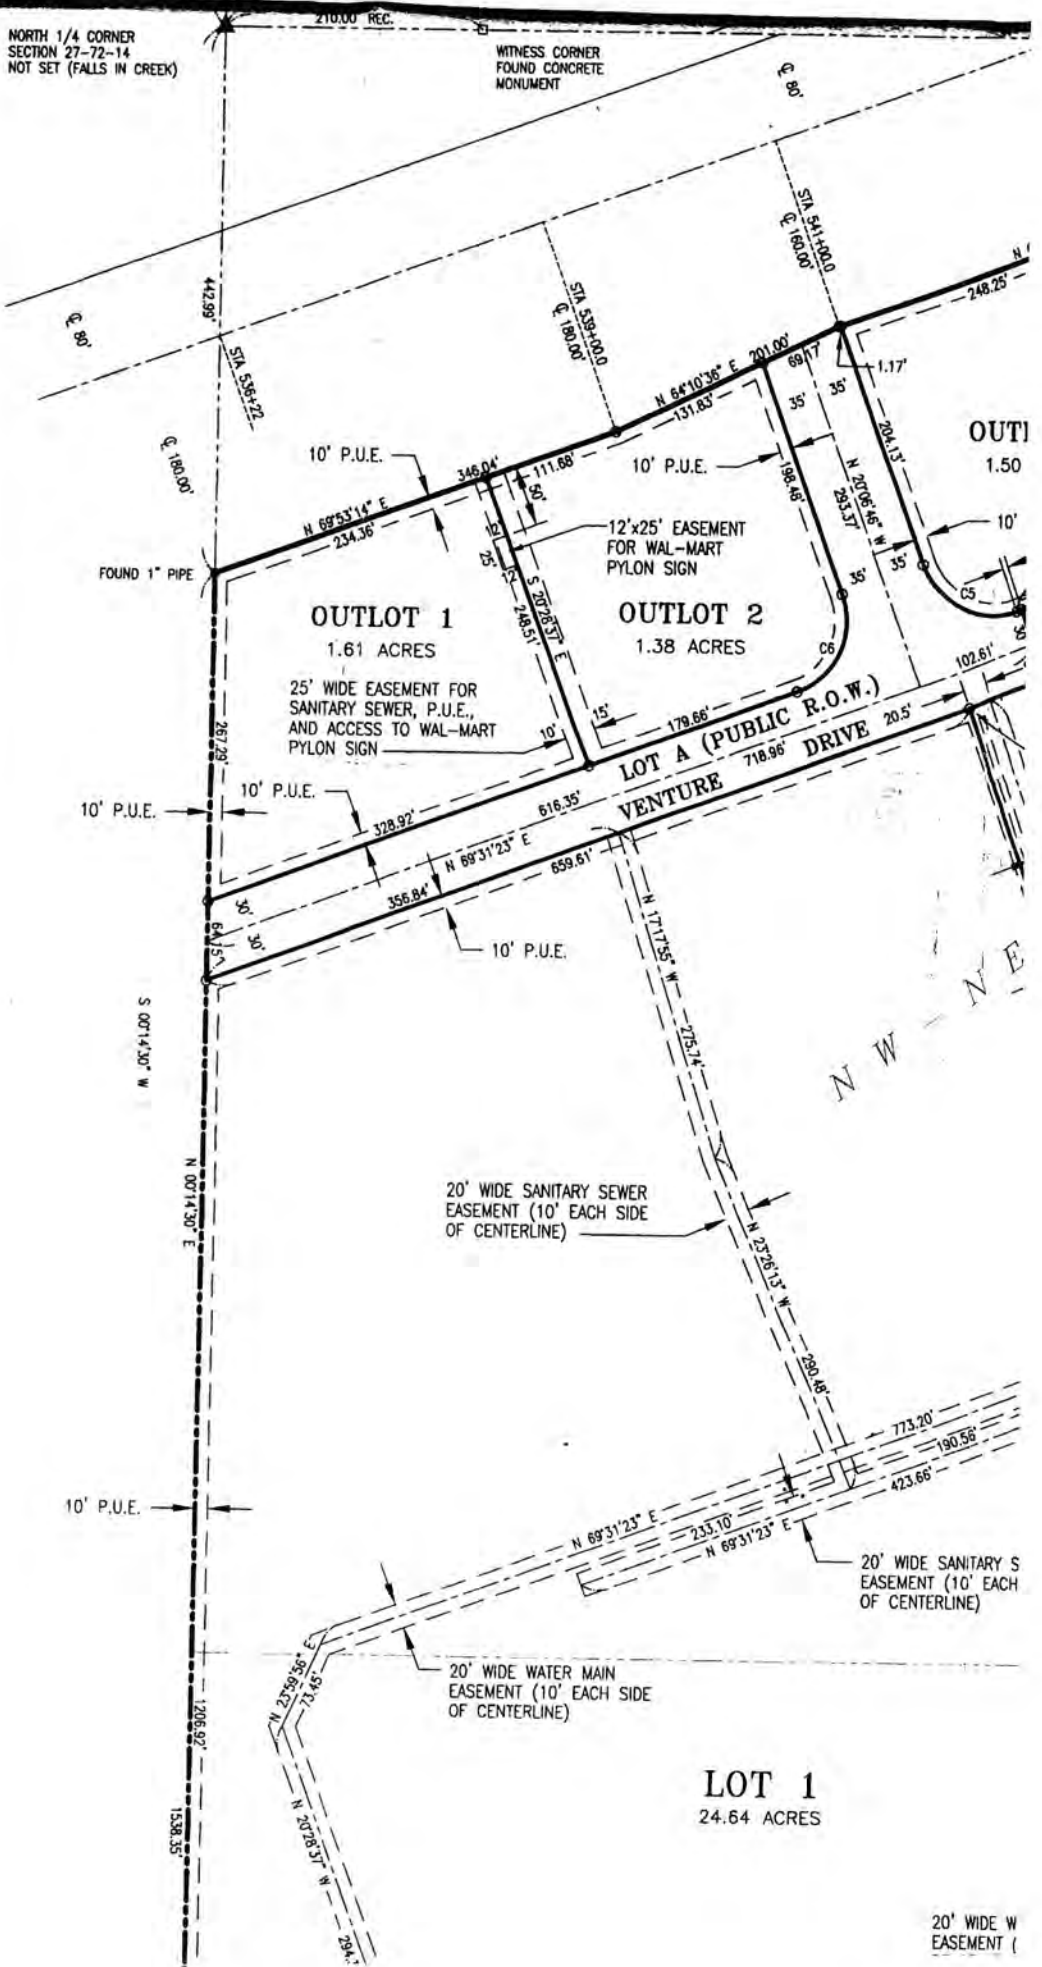 210.00 REC.
NORTH 1/4 CORNER
SECTION 27-72-14
NOT SET (FALLS IN CREEK)
WITNESS CORNER
FOUND CONCRETE
MONUMENT
℄ 80'
STA 541+00.0
℄ 160.00'
442.99'
STA 539+00.0
℄ 180.00'
248.25'
℄ 80'
STA 536+22
201.00'
69.17'
1.17'
N 64°10'36" E
131.83'
35'
35'
℄ 180.00'
10' P.U.E.
346.04'
111.68'
10' P.U.E.
198.48'
204.13'
OUTI
1.50
N 20°06'46" W
293.37'
N 69°53'14" E
234.36'
50'
12'
25'
12'
12'x25' EASEMENT
FOR WAL-MART
PYLON SIGN
10'
35'
35'
FOUND 1" PIPE
C5
30'
OUTLOT 1
1.61 ACRES
S 20°28'37" E
248.51'
OUTLOT 2
1.38 ACRES
C6
102.61'
25' WIDE EASEMENT FOR
SANITARY SEWER, P.U.E.,
AND ACCESS TO WAL-MART
PYLON SIGN
10'
15'
179.66'
LOT A (PUBLIC R.O.W.)
20.5'
267.29'
718.96'
VENTURE DRIVE
10' P.U.E.
10' P.U.E.
328.92'
616.35'
N 69°31'23" E
659.61'
356.84'
30'
30'
64.15'
10' P.U.E.
N 17°17'55" W
275.74'
N W - N E
S 00°14'30" W
N 00°14'30" E
20' WIDE SANITARY SEWER
EASEMENT (10' EACH SIDE
OF CENTERLINE)
N 23°26'13" W
290.48'
773.20'
190.56'
423.66'
10' P.U.E.
N 69°31'23" E
233.10'
N 69°31'23" E
20' WIDE SANITARY S
EASEMENT (10' EACH
OF CENTERLINE)
N 23°59'56" E
73.45'
20' WIDE WATER MAIN
EASEMENT (10' EACH SIDE
OF CENTERLINE)
1206.92'
1538.35'
N 20°28'37" W
294.
LOT 1
24.64 ACRES
20' WIDE W
EASEMENT (